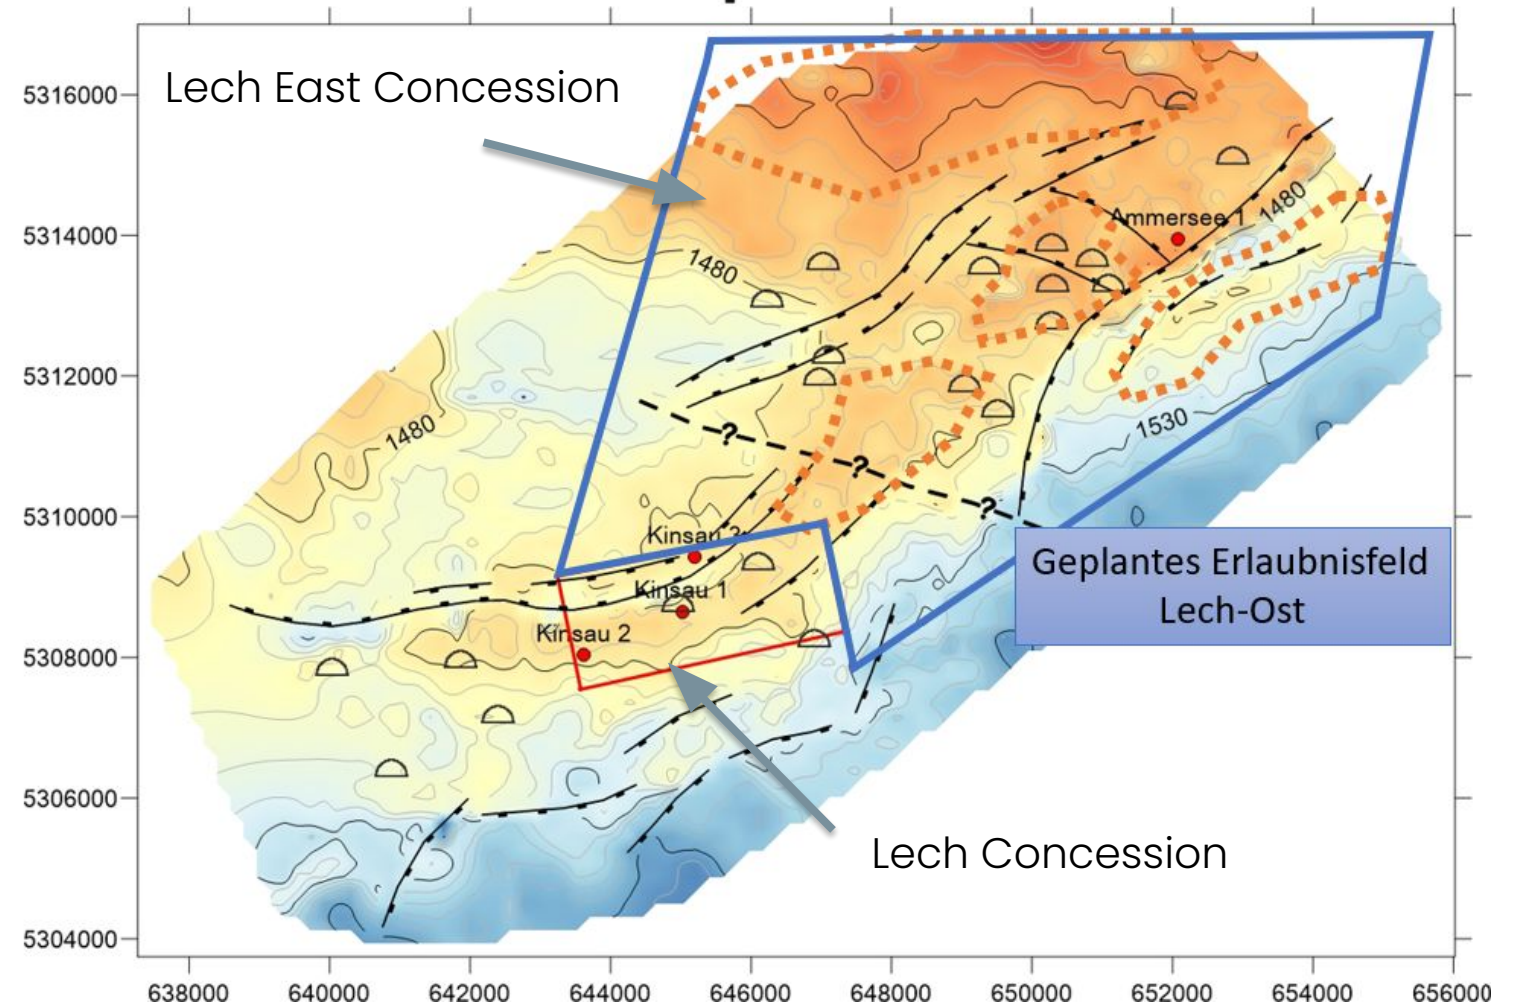 Lech East Concession
5316000
5314000
5312000
5310000
5308000
5306000
5304000
1480
Ammersee 1
1480
1480
1530
?
?
?
Kinsau 3
Kinsau 1
Kinsau 2
Geplantes Erlaubnisfeld
Lech-Ost
Lech Concession
638000 640000 642000 644000 646000 648000 650000 652000 654000 656000